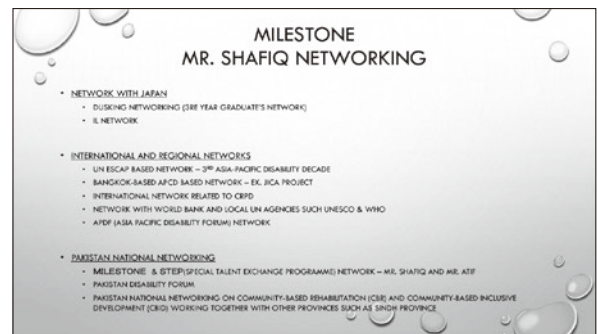 MILESTONE
MR. SHAFIQ NETWORKING
• NETWORK WITH JAPAN
• DUSKING NETWORKING (3RE YEAR GRADUATE'S NETWORK)
• IL NETWORK
• INTERNATIONAL AND REGIONAL NETWORKS
• UN ESCAP BASED NETWORK – 3RD ASIA-PACIFIC DISABILITY DECADE
• BANGKOK-BASED APCD BASED NETWORK – EX. JICA PROJECT
• INTERNATIONAL NETWORK RELATED TO CRPD
• NETWORK WITH WORLD BANK AND LOCAL UN AGENCIES SUCH UNESCO & WHO
• APDF (ASIA PACIFIC DISABILITY FORUM) NETWORK
• PAKISTAN NATIONAL NETWORKING
• MILESTONE & STEP(SPECIAL TALENT EXCHANGE PROGRAMME) NETWORK – MR. SHAFIQ AND MR. ATIF
• PAKISTAN DISABILITY FORUM
• PAKISTAN NATIONAL NETWORKING ON COMMUNITY-BASED REHABILITATION (CBR) AND COMMUNITY-BASED INCLUSIVE
DEVELOPMENT (CBID) WORKING TOGETHER WITH OTHER PROVINCES SUCH AS SINDH PROVINCE